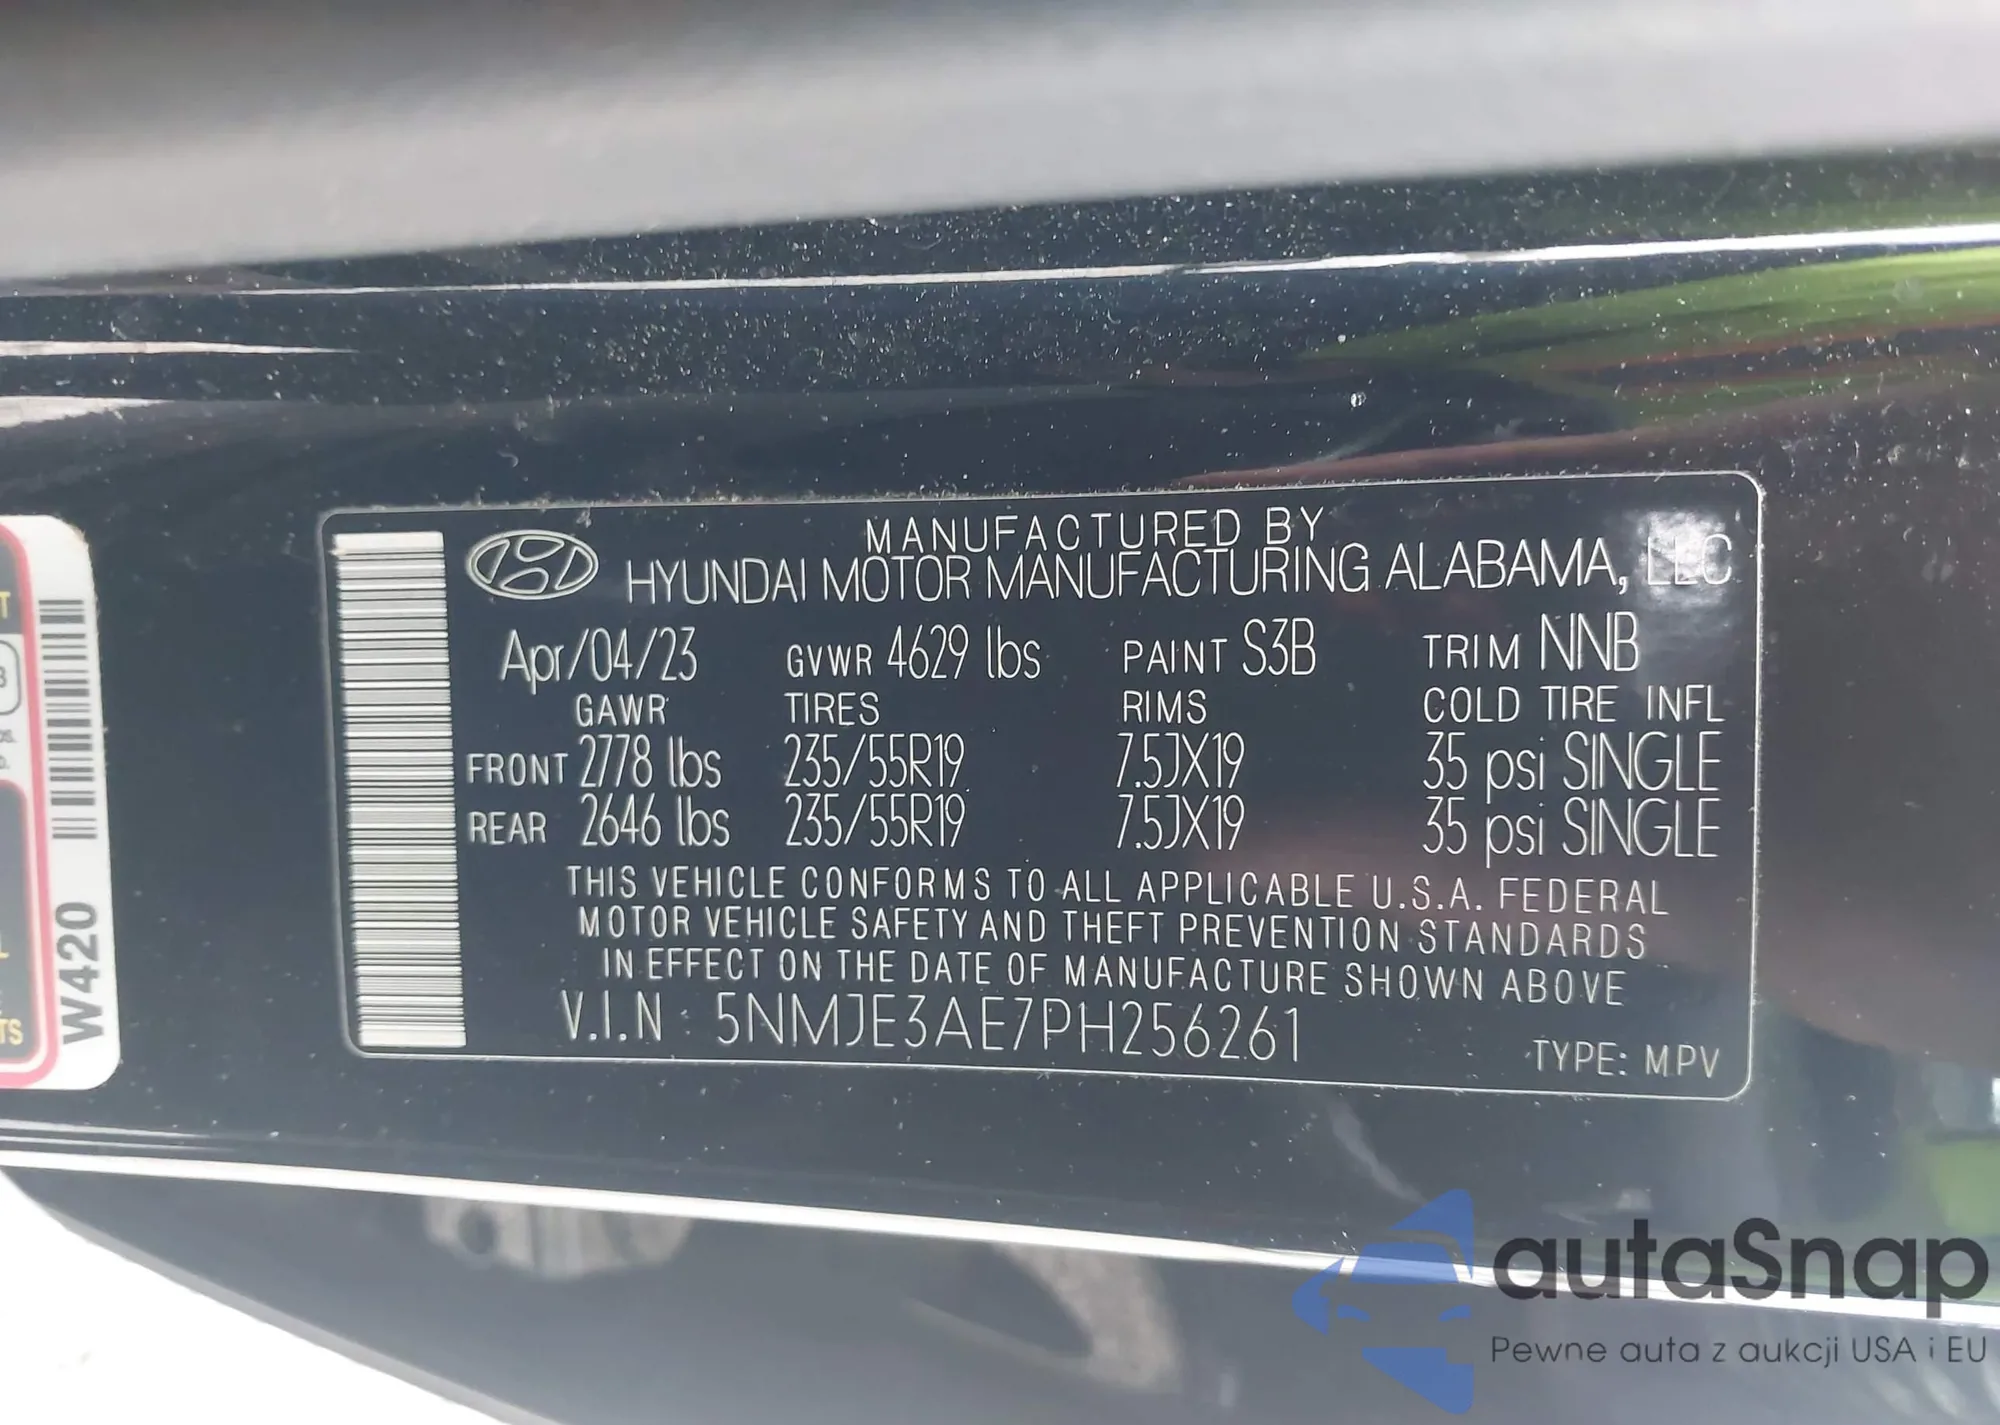 MANUFACTURED BY
HYUNDAI MOTOR MANUFACTURING ALABAMA, LLC
Apr/04/23 GVWR 4629 lbs PAINT S3B TRIM NNB
GAWR TIRES RIMS COLD TIRE INFL
FRONT 2778 lbs 235/55R19 7.5JX19 35 psi SINGLE
REAR 2646 lbs 235/55R19 7.5JX19 35 psi SINGLE
THIS VEHICLE CONFORMS TO ALL APPLICABLE U.S.A. FEDERAL
MOTOR VEHICLE SAFETY AND THEFT PREVENTION STANDARDS
IN EFFECT ON THE DATE OF MANUFACTURE SHOWN ABOVE
V.I.N : 5NMJE3AE7PH256261
TYPE: MPV
W420
autaSnap
Pewne auta z aukcji USA i EU